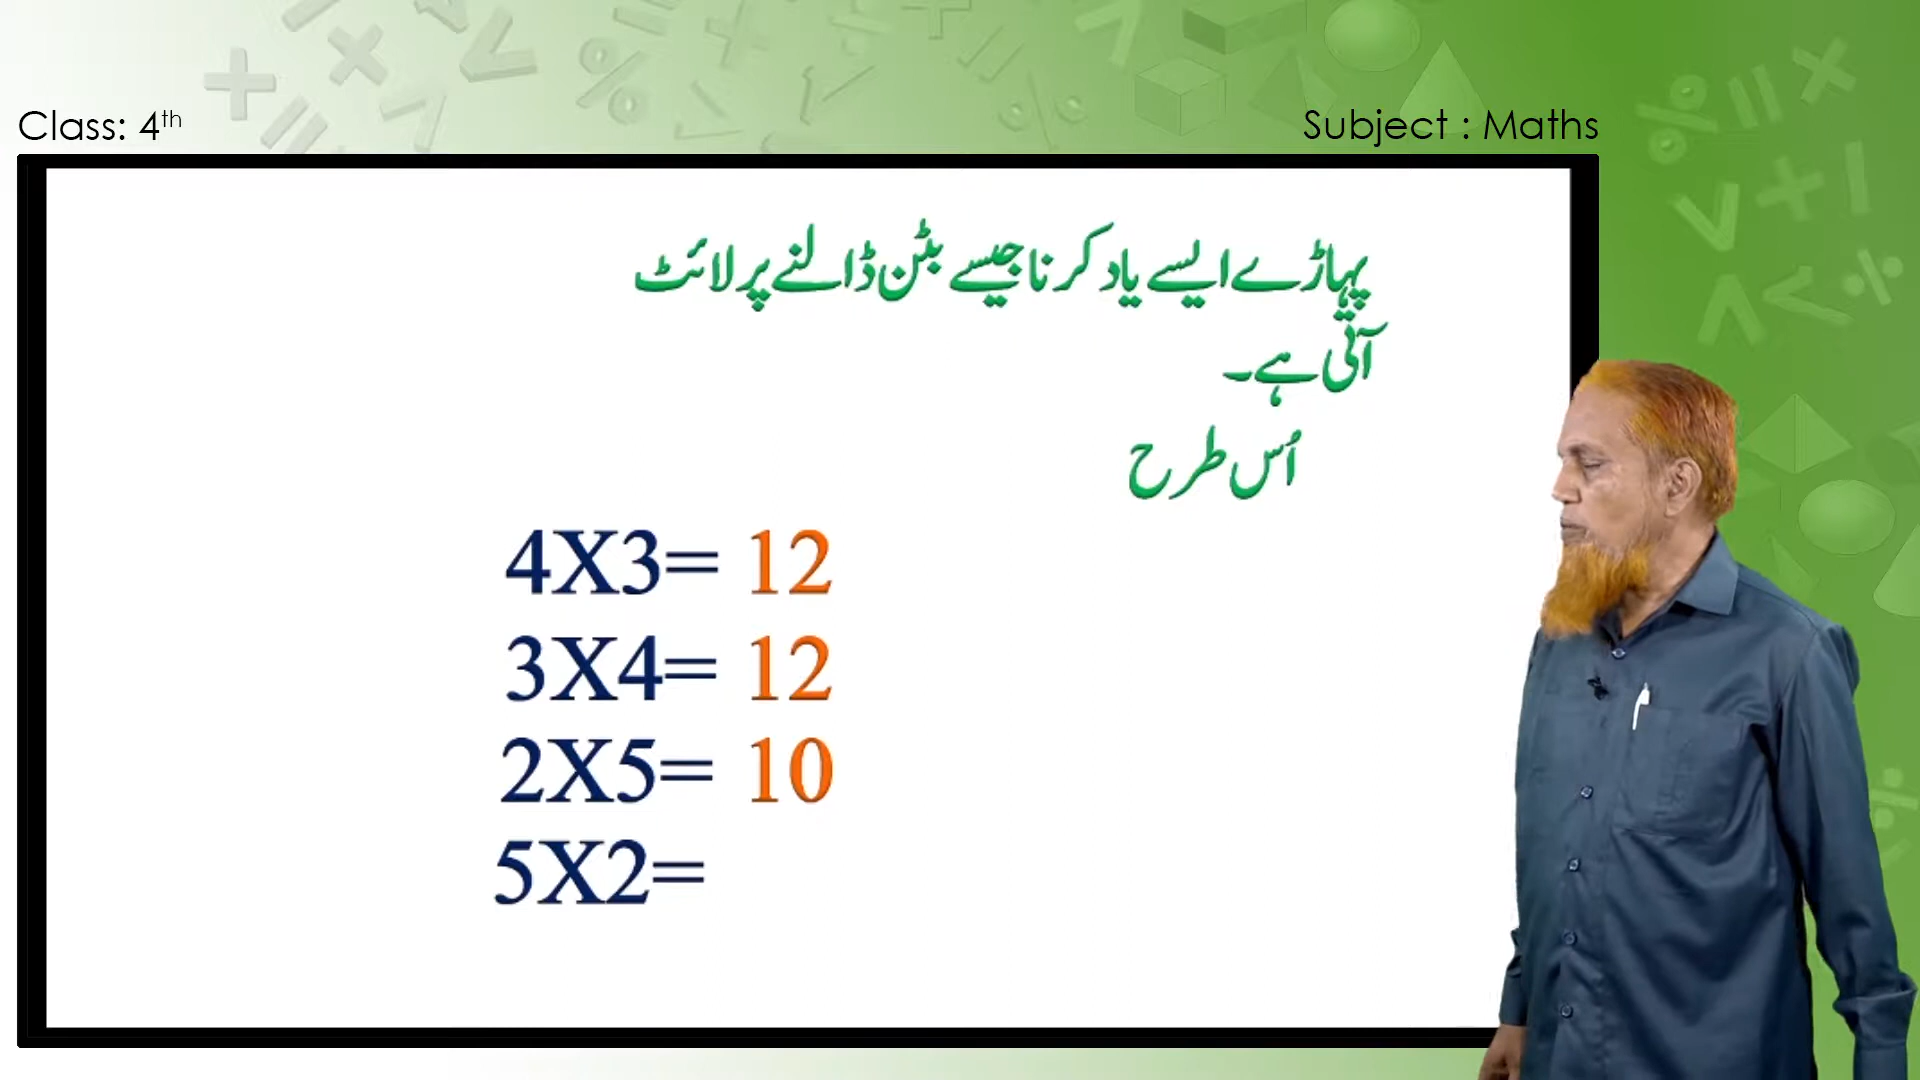 Class: 4th
Subject : Maths
پہاڑے ایسے یاد کرنا جیسے بٹن ڈالنے پر لائٹ
آتی ہے۔
اُس طرح
4X3= 12
3X4= 12
2X5= 10
5X2=